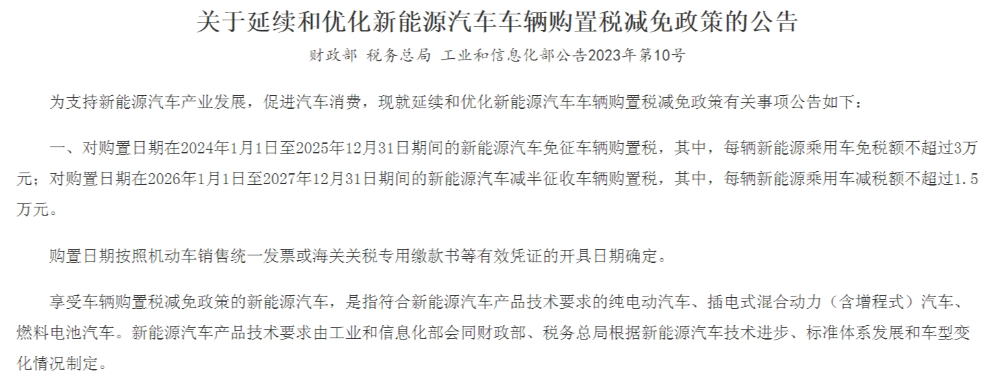 关于延续和优化新能源汽车车辆购置税减免政策的公告
财政部 税务总局 工业和信息化部公告2023年第10号
为支持新能源汽车产业发展，促进汽车消费，现就延续和优化新能源汽车车辆购置税减免政策有关事项公告如下：
一、对购置日期在2024年1月1日至2025年12月31日期间的新能源汽车免征车辆购置税，其中，每辆新能源乘用车免税额不超过3万
元；对购置日期在2026年1月1日至2027年12月31日期间的新能源汽车减半征收车辆购置税，其中，每辆新能源乘用车减税额不超过1.5
万元。
购置日期按照机动车销售统一发票或海关关税专用缴款书等有效凭证的开具日期确定。
享受车辆购置税减免政策的新能源汽车，是指符合新能源汽车产品技术要求的纯电动汽车、插电式混合动力（含增程式）汽车、
燃料电池汽车。新能源汽车产品技术要求由工业和信息化部会同财政部、税务总局根据新能源汽车技术进步、标准体系发展和车型变
化情况制定。